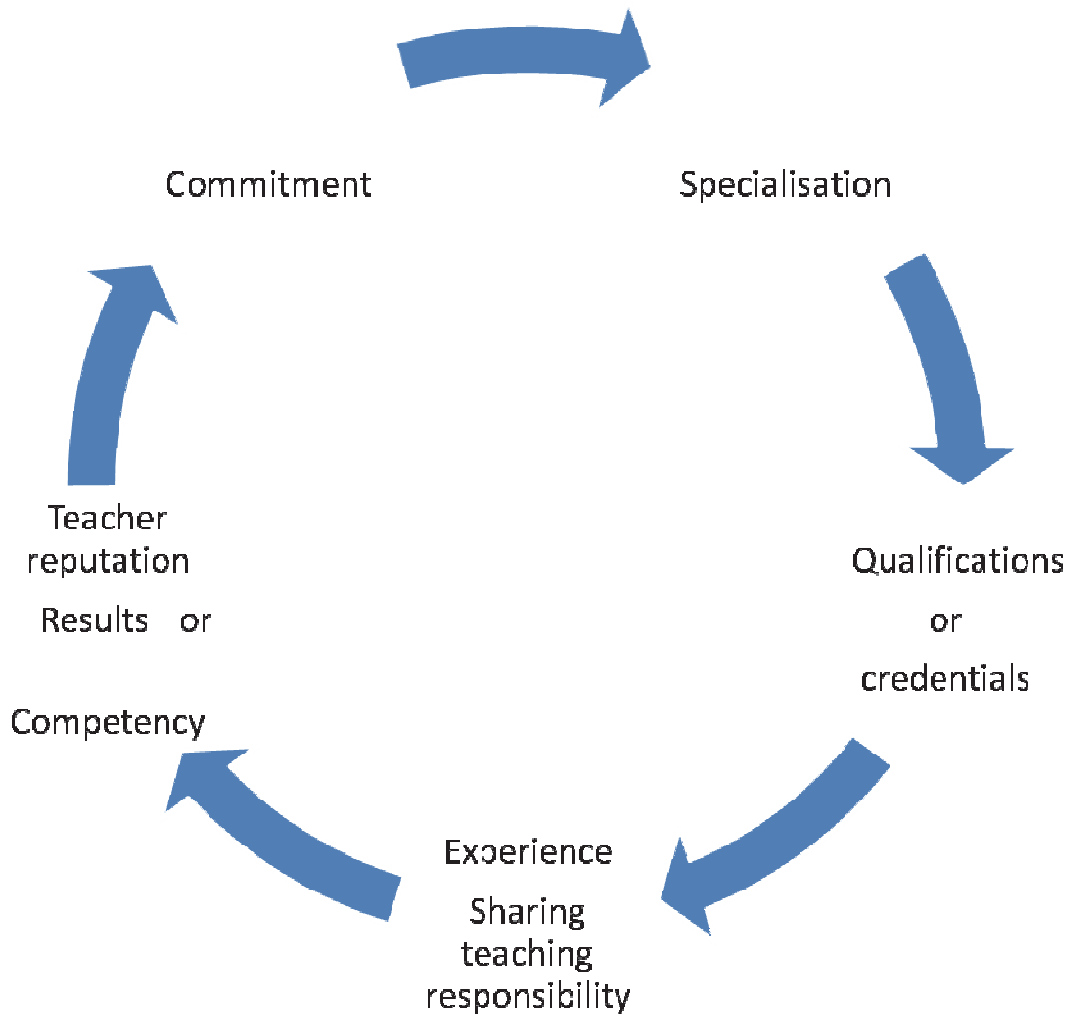 Commitment
Specialisation
Qualifications
or
credentials
Experience
Sharing
teaching
responsibility
Teacher
reputation
Results or
Competency